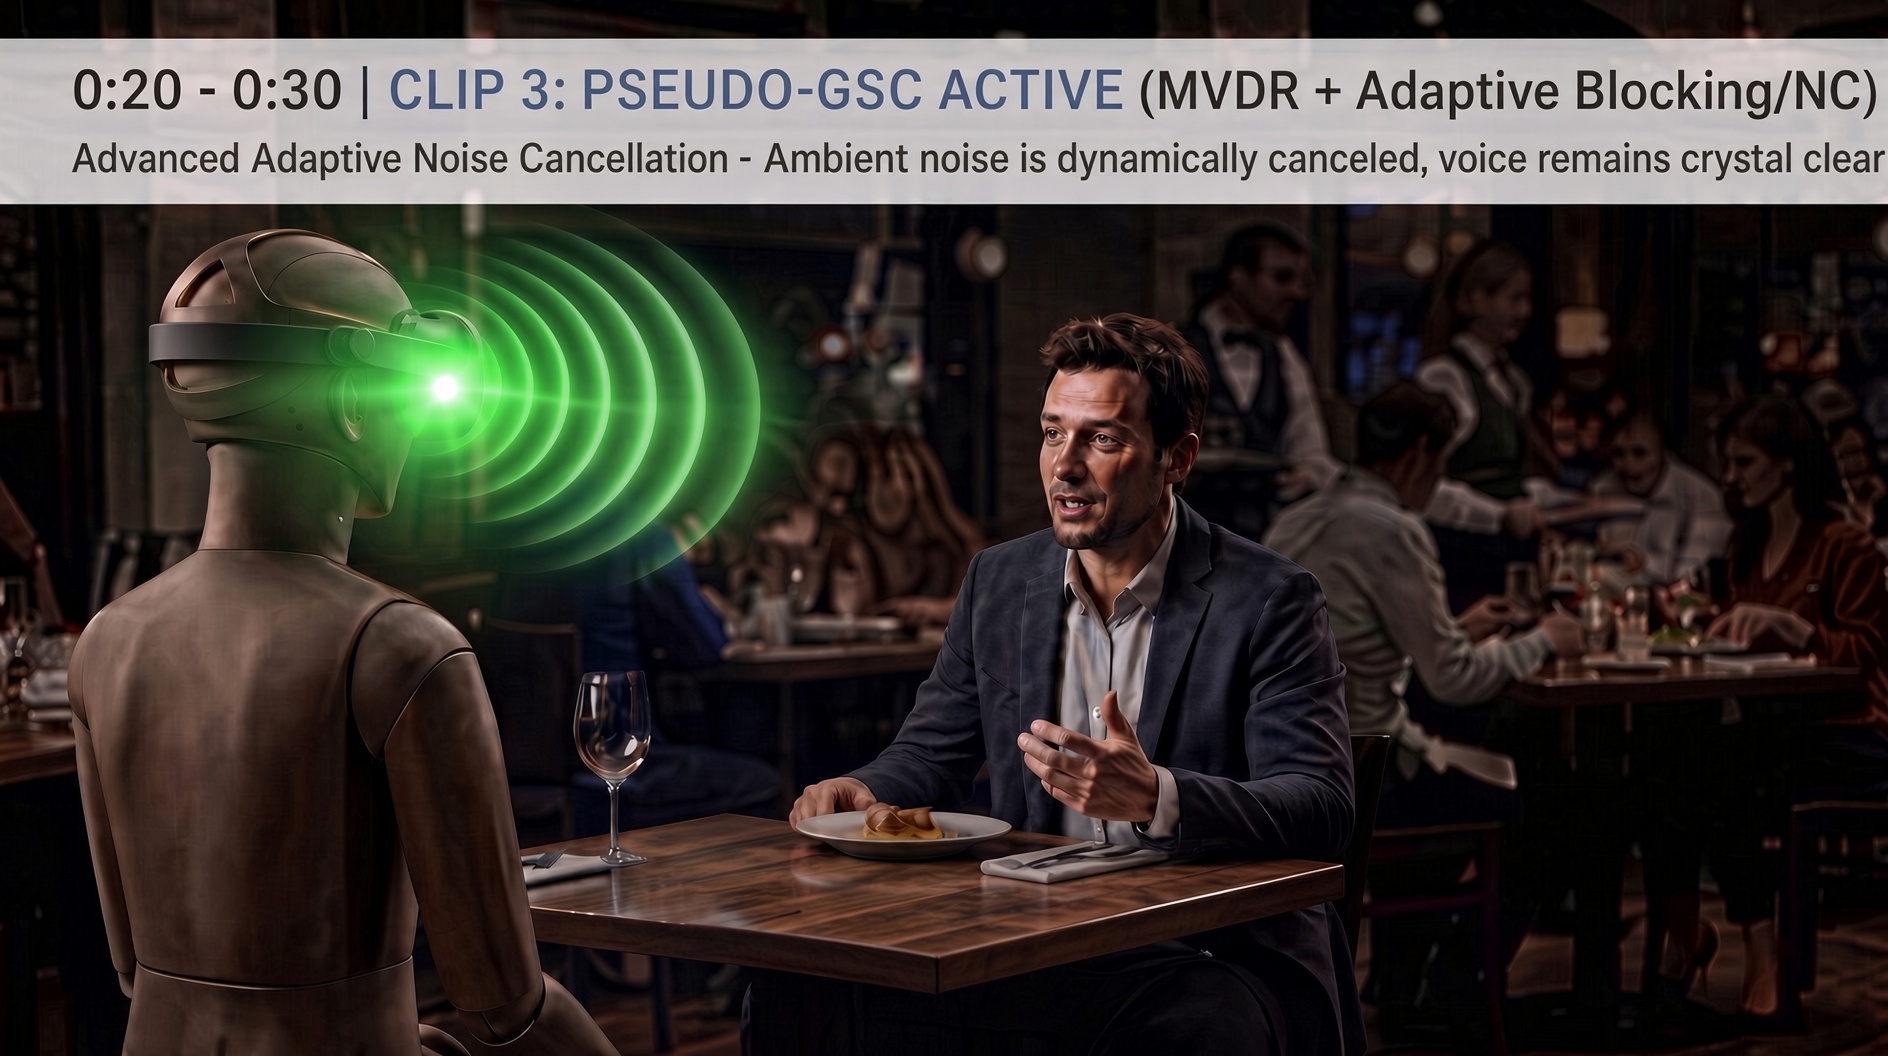 0:20 - 0:30 | CLIP 3: PSEUDO-GSC ACTIVE (MVDR + Adaptive Blocking/NC)
Advanced Adaptive Noise Cancellation - Ambient noise is dynamically canceled, voice remains crystal clear